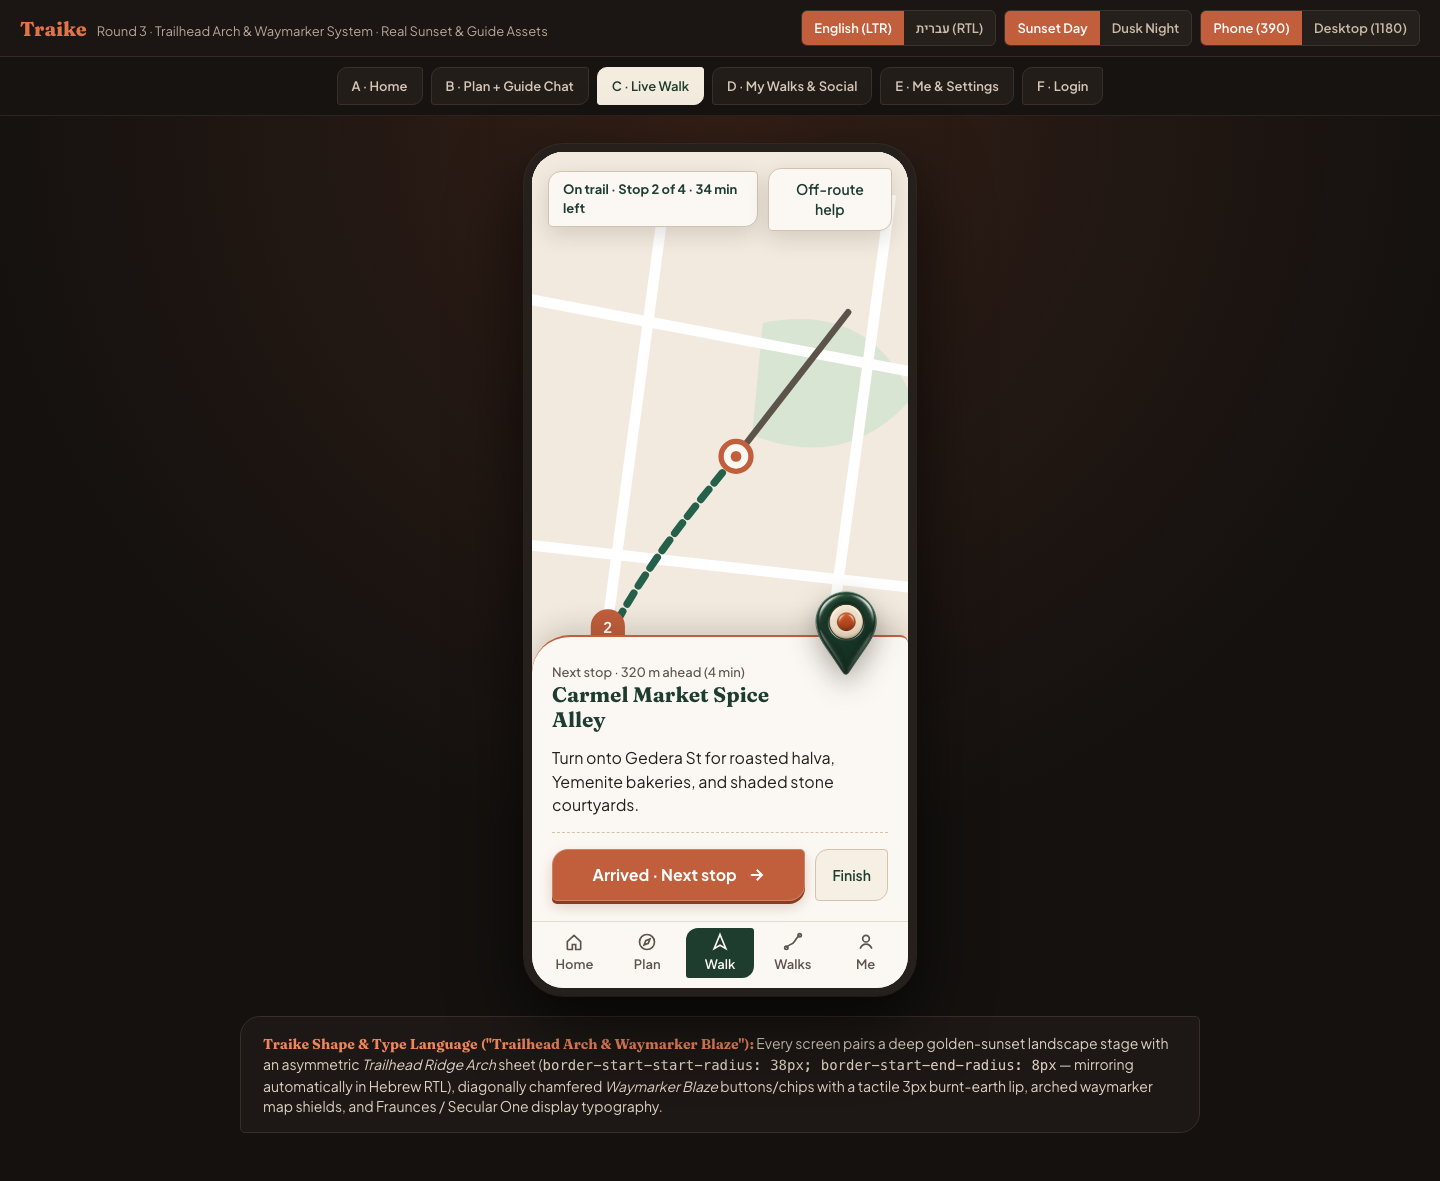 Traike Round 3 · Trailhead Arch & Waymarker System · Real Sunset & Guide Assets
English (LTR) עברית (RTL) Sunset Day Dusk Night Phone (390) Desktop (1180)
A · Home B · Plan + Guide Chat C · Live Walk D · My Walks & Social E · Me & Settings F · Login
On trail · Stop 2 of 4 · 34 min
left
Off-route
help
2
Next stop · 320 m ahead (4 min)
Carmel Market Spice
Alley
Turn onto Gedera St for roasted halva,
Yemenite bakeries, and shaded stone
courtyards.
Arrived · Next stop → Finish
Home Plan Walk Walks Me
Traike Shape & Type Language ("Trailhead Arch & Waymarker Blaze"): Every screen pairs a deep golden-sunset landscape stage with
an asymmetric Trailhead Ridge Arch sheet (border-start-start-radius: 38px; border-start-end-radius: 8px — mirroring
automatically in Hebrew RTL), diagonally chamfered Waymarker Blaze buttons/chips with a tactile 3px burnt-earth lip, arched waymarker
map shields, and Fraunces / Secular One display typography.